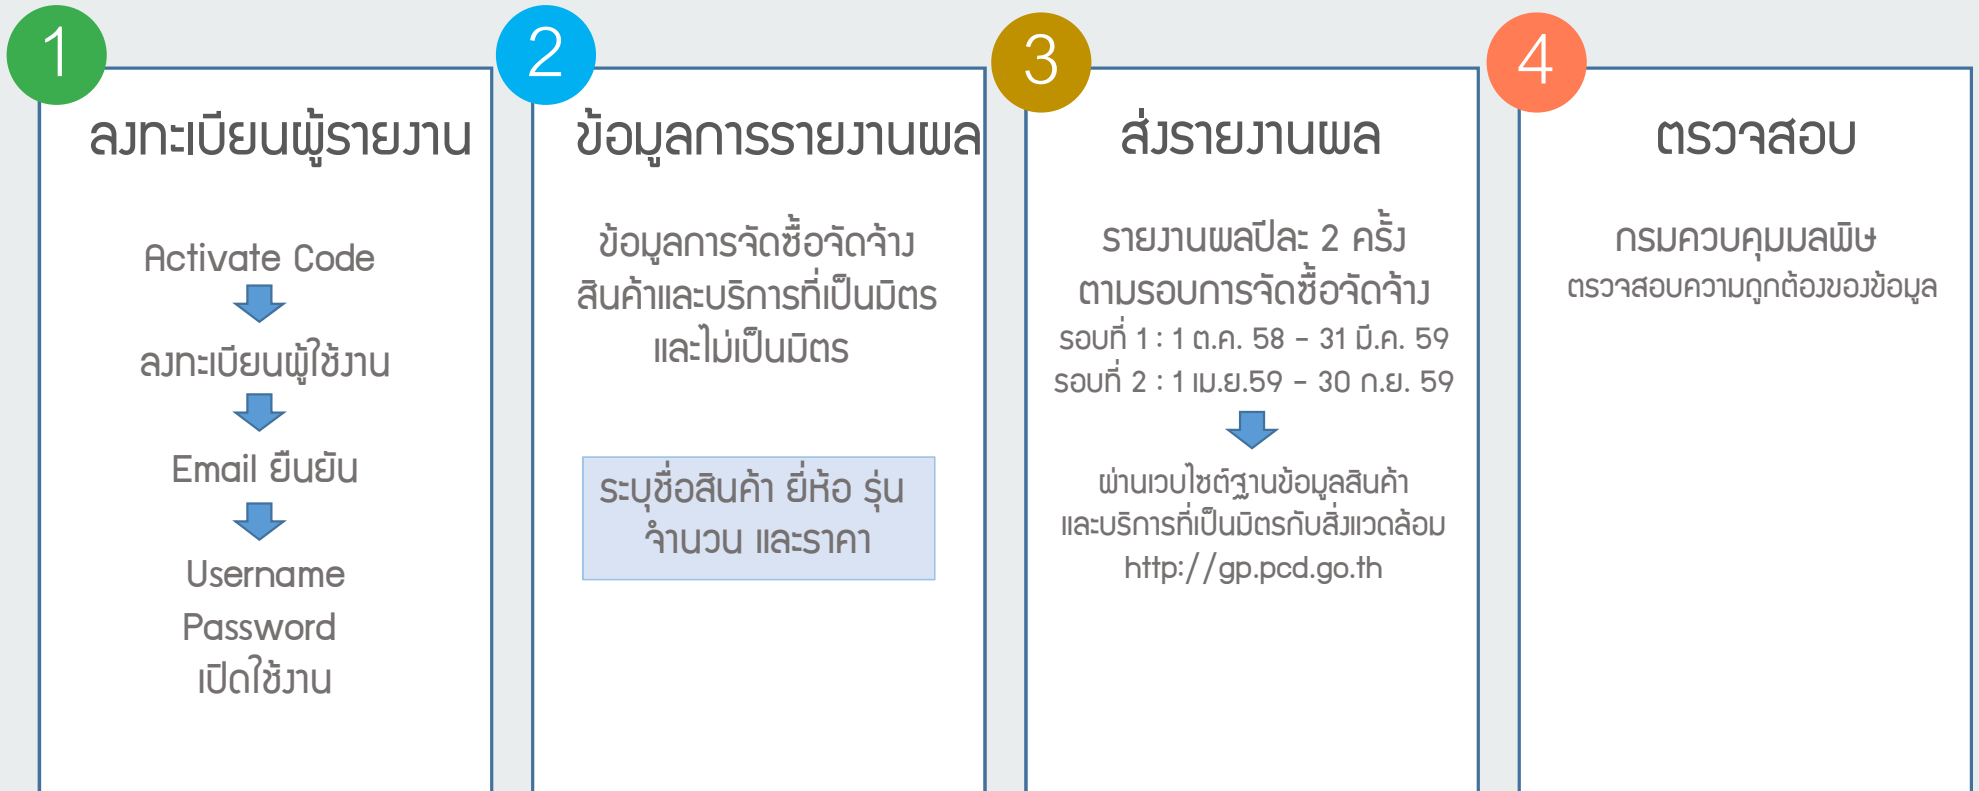 1
ลงทะเบียนผู้รายงาน
Activate Code
ลงทะเบียนผู้ใช้งาน
Email ยืนยัน
Username
Password
เปิดใช้งาน
2
ข้อมูลการรายงานผล
ข้อมูลการจัดซื้อจัดจ้าง
สินค้าและบริการที่เป็นมิตร
และไม่เป็นมิตร
ระบุชื่อสินค้า ยี่ห้อ รุ่น
จำนวน และราคา
3
ส่งรายงานผล
รายงานผลปีละ 2 ครั้ง
ตามรอบการจัดซื้อจัดจ้าง
รอบที่ 1 : 1 ต.ค. 58 - 31 มี.ค. 59
รอบที่ 2 : 1 เม.ย.59 - 30 ก.ย. 59
ผ่านเวบไซต์ฐานข้อมูลสินค้า
และบริการที่เป็นมิตรกับสิ่งแวดล้อม
http://gp.pcd.go.th
4
ตรวจสอบ
กรมควบคุมมลพิษ
ตรวจสอบความถูกต้องของข้อมูล